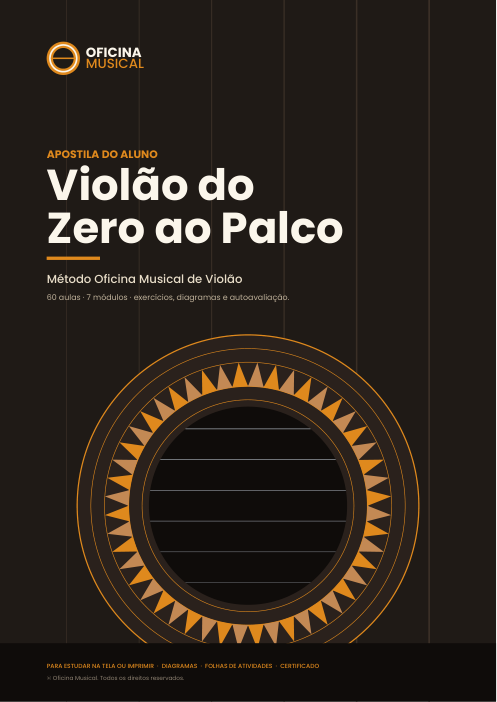 OFICINA
MUSICAL
APOSTILA DO ALUNO
Violão do
Zero ao Palco
Método Oficina Musical de Violão
60 aulas · 7 módulos · exercícios, diagramas e autoavaliação.
PARA ESTUDAR NA TELA OU IMPRIMIR · DIAGRAMAS · FOLHAS DE ATIVIDADES · CERTIFICADO
© Oficina Musical. Todos os direitos reservados.